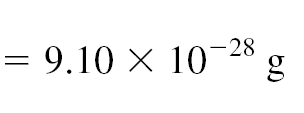 = 9.10 × 10⁻²⁸ g